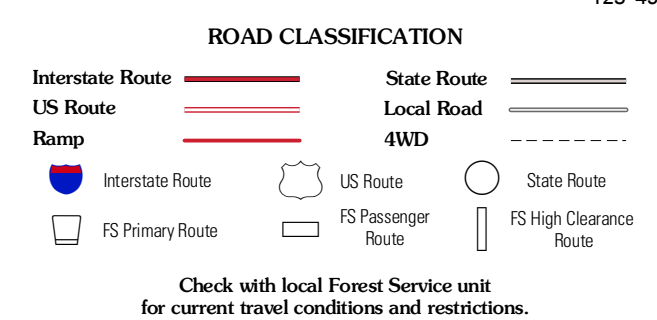 ROAD CLASSIFICATION
Interstate Route
State Route
US Route
Local Road
Ramp
4WD
Interstate Route
US Route
State Route
FS Primary Route
FS Passenger
Route
FS High Clearance
Route
Check with local Forest Service unit
for current travel conditions and restrictions.